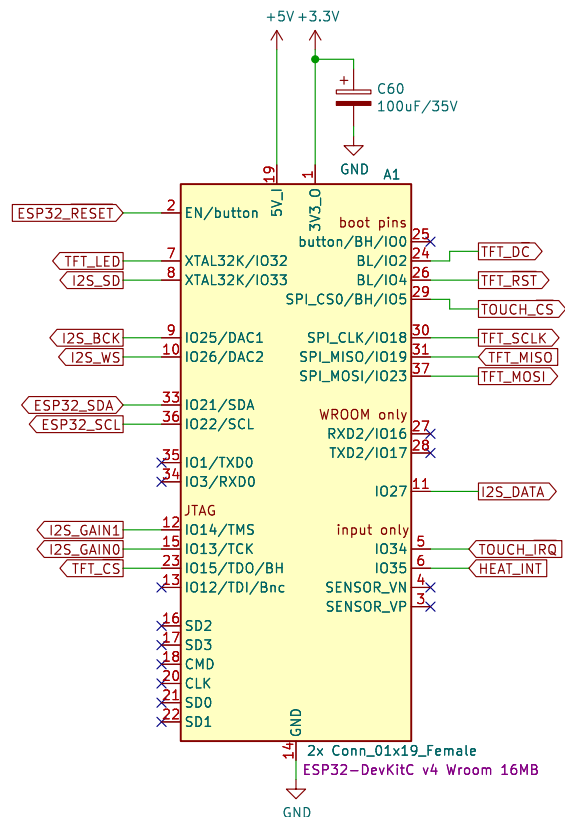 +5V +3.3V
C60
100uF/35V
GND
A1
19
1
5V_I
3V3_O
ESP32_RESET 2 EN/button
boot pins
button/BH/IO0 25
TFT_LED 7 XTAL32K/IO32
BL/IO2 24 TFT_DC
I2S_SD 8 XTAL32K/IO33
BL/IO4 26 TFT_RST
SPI_CS0/BH/IO5 29 TOUCH_CS
I2S_BCK 9 IO25/DAC1
SPI_CLK/IO18 30 TFT_SCLK
I2S_WS 10 IO26/DAC2
SPI_MISO/IO19 31 TFT_MISO
SPI_MOSI/IO23 37 TFT_MOSI
ESP32_SDA 33 IO21/SDA
ESP32_SCL 36 IO22/SCL
WROOM only
RXD2/IO16 27
TXD2/IO17 28
35 IO1/TXD0
34 IO3/RXD0
IO27 11 I2S_DATA
JTAG
I2S_GAIN1 12 IO14/TMS
input only
I2S_GAIN0 15 IO13/TCK
IO34 5 TOUCH_IRQ
TFT_CS 23 IO15/TDO/BH
IO35 6 HEAT_INT
13 IO12/TDI/Bnc
SENSOR_VN 4
SENSOR_VP 3
16 SD2
17 SD3
18 CMD
20 CLK
21 SD0
22 SD1
GND
14
2x Conn_01x19_Female
ESP32-DevKitC v4 Wroom 16MB
GND